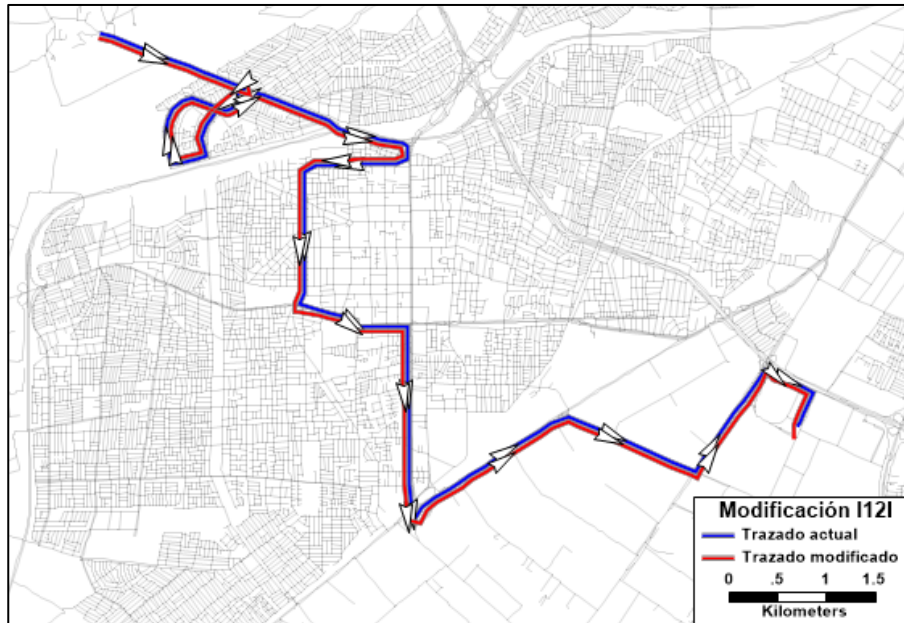 Modificación I12I
Trazado actual
Trazado modificado
0 .5 1 1.5
Kilometers